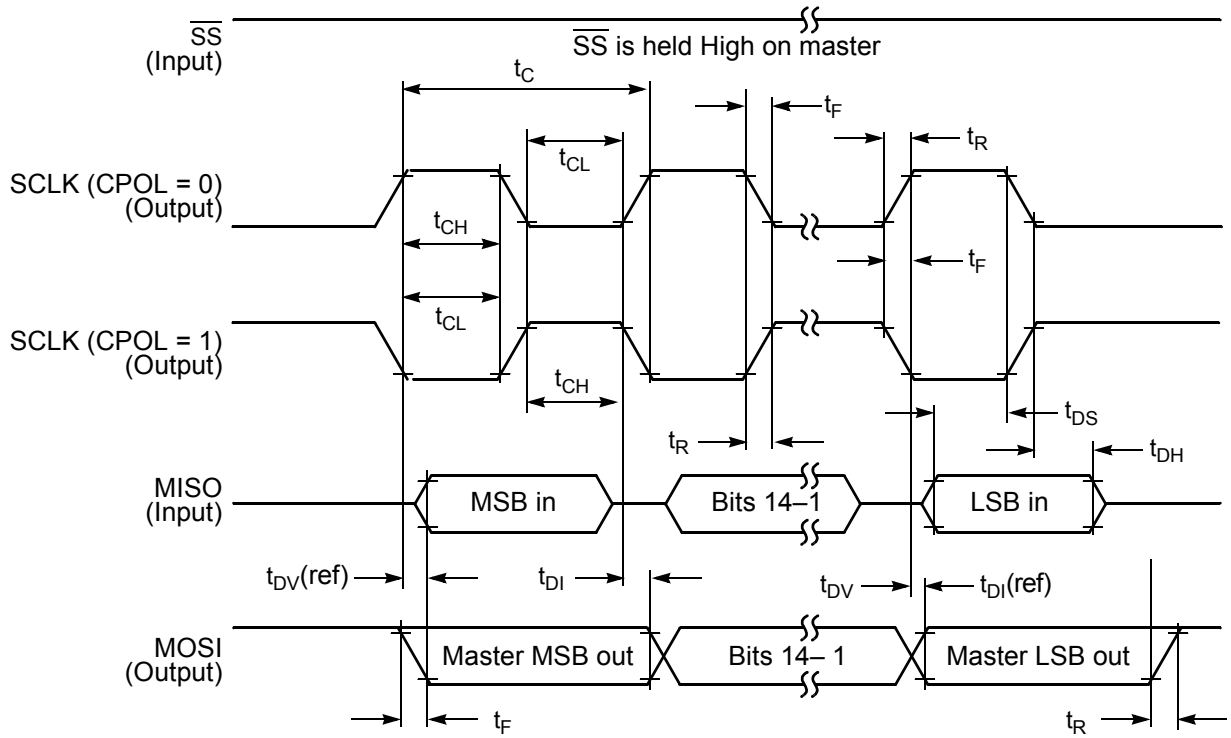 SS
(Input)
SS is held High on master
tC
tF
tR
tCL
SCLK (CPOL = 0)
(Output)
tCH
tF
tCL
SCLK (CPOL = 1)
(Output)
tCH
tDS
tR
tDH
MISO
(Input)
MSB in
Bits 14–1
LSB in
tDV(ref)
tDI
tDV
tDI(ref)
MOSI
(Output)
Master MSB out
Bits 14– 1
Master LSB out
tF
tR